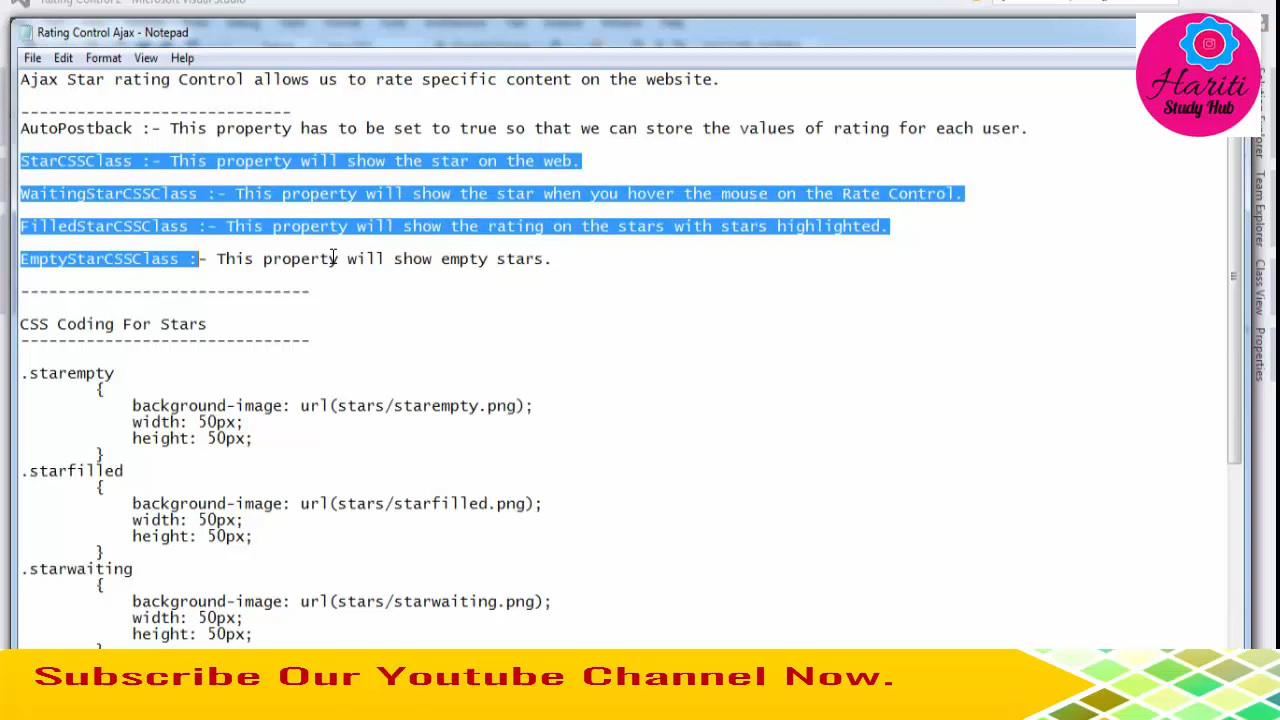 Rating Control Ajax - Notepad
File Edit Format View Help
Ajax Star rating Control allows us to rate specific content on the website.
-----------------------------
AutoPostback :- This property has to be set to true so that we can store the values of rating for each user.
StarCSSClass :- This property will show the star on the web.
WaitingStarCSSClass :- This property will show the star when you hover the mouse on the Rate Control.
FilledStarCSSClass :- This property will show the rating on the stars with stars highlighted.
EmptyStarCSSClass :- This property will show empty stars.
-------------------------------
CSS Coding For Stars
-------------------------------
.starempty
{
background-image: url(stars/starempty.png);
width: 50px;
height: 50px;
}
.starfilled
{
background-image: url(stars/starfilled.png);
width: 50px;
height: 50px;
}
.starwaiting
{
background-image: url(stars/starwaiting.png);
width: 50px;
height: 50px;
Hariti
Study Hub
Team Explorer
Class View
Properties
Subscribe Our Youtube Channel Now.